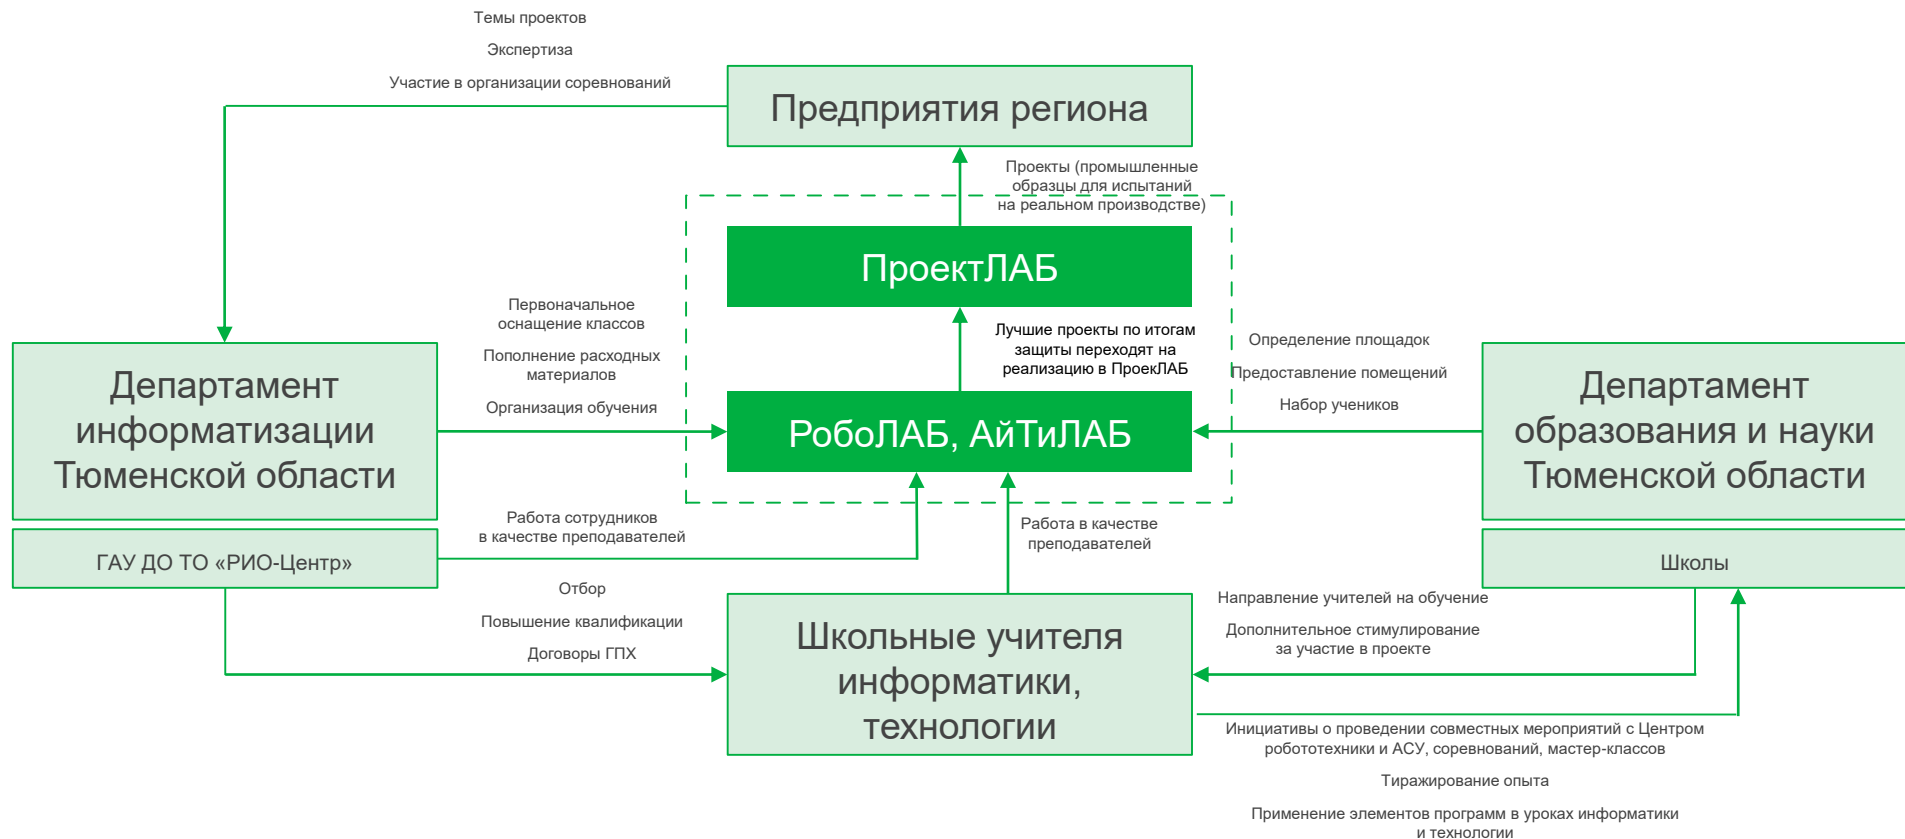 Темы проектов
Экспертиза
Участие в организации соревнований
Предприятия региона
Проекты (промышленные
образцы для испытаний
на реальном производстве)
ПроектЛАБ
Первоначальное
оснащение классов
Пополнение расходных
материалов
Организация обучения
Лучшие проекты по итогам
защиты переходят на
реализацию в ПроекЛАБ
Определение площадок
Предоставление помещений
Набор учеников
Департамент
информатизации
Тюменской области
РобоЛАБ, АйТиЛАБ
Департамент
образования и науки
Тюменской области
ГАУ ДО ТО «РИО-Центр»
Работа сотрудников
в качестве преподавателей
Работа в качестве
преподавателей
Школы
Отбор
Повышение квалификации
Договоры ГПХ
Школьные учителя
информатики,
технологии
Направление учителей на обучение
Дополнительное стимулирование
за участие в проекте
Инициативы о проведении совместных мероприятий с Центром
робототехники и АСУ, соревнований, мастер-классов
Тиражирование опыта
Применение элементов программ в уроках информатики
и технологии